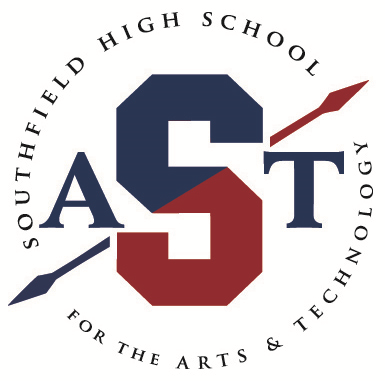 SOUTHFIELD HIGH SCHOOL
AST
FOR THE ARTS & TECHNOLOGY